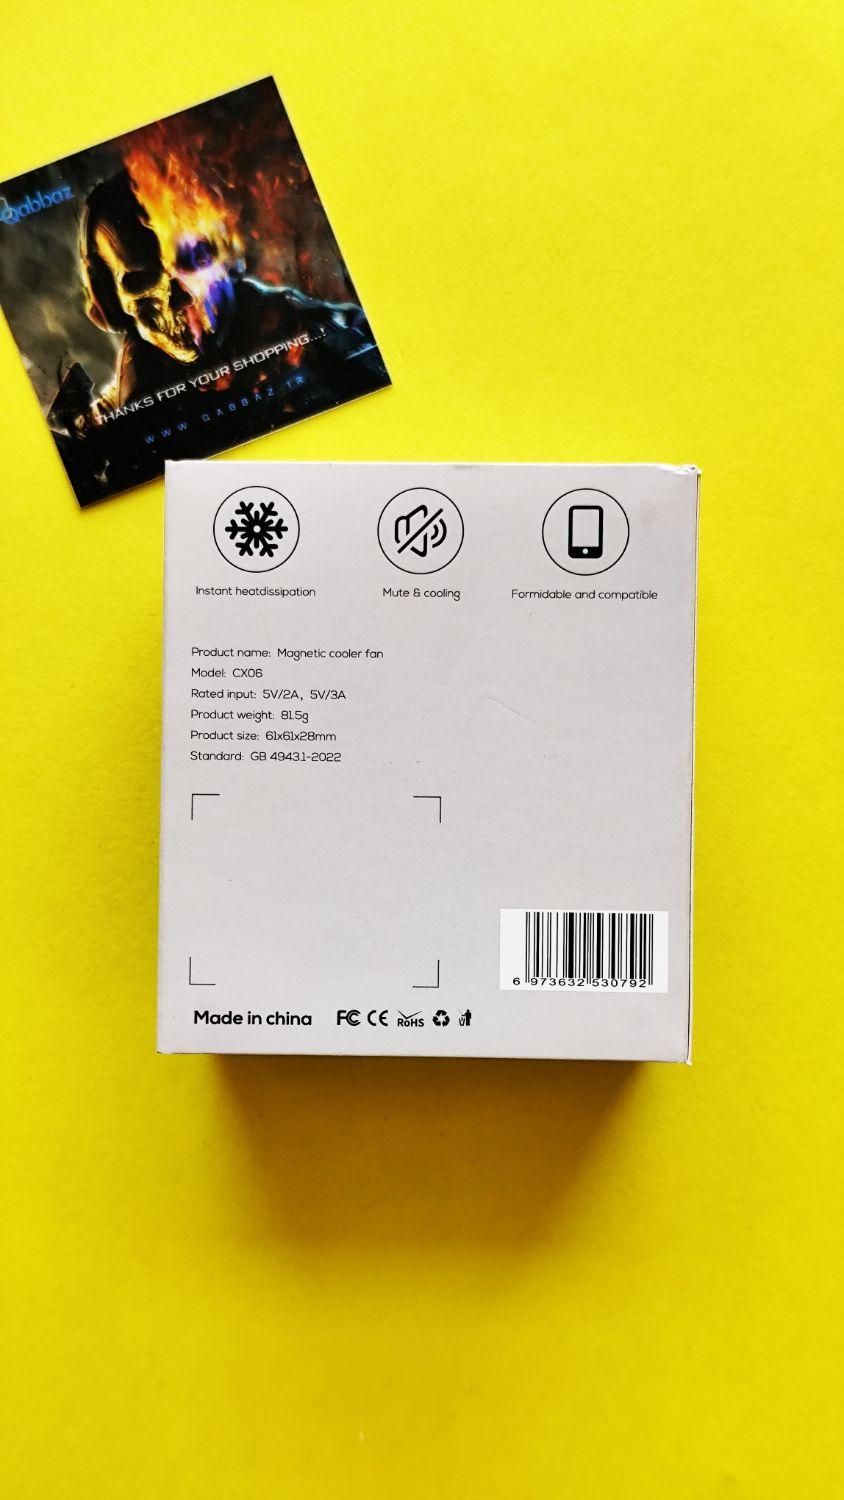 Qabbaz
THANKS FOR YOUR SHOPPING...!
WWW.GABBAZ.IR
Instant heatdissipation
Mute & cooling
Formidable and compatible
Product name: Magnetic cooler fan
Model: CX06
Rated input: 5V/2A, 5V/3A
Product weight: 81.5g
Product size: 61x61x28mm
Standard: GB 4943.1-2022
6 973632 530792
Made in china FC CE RoHS